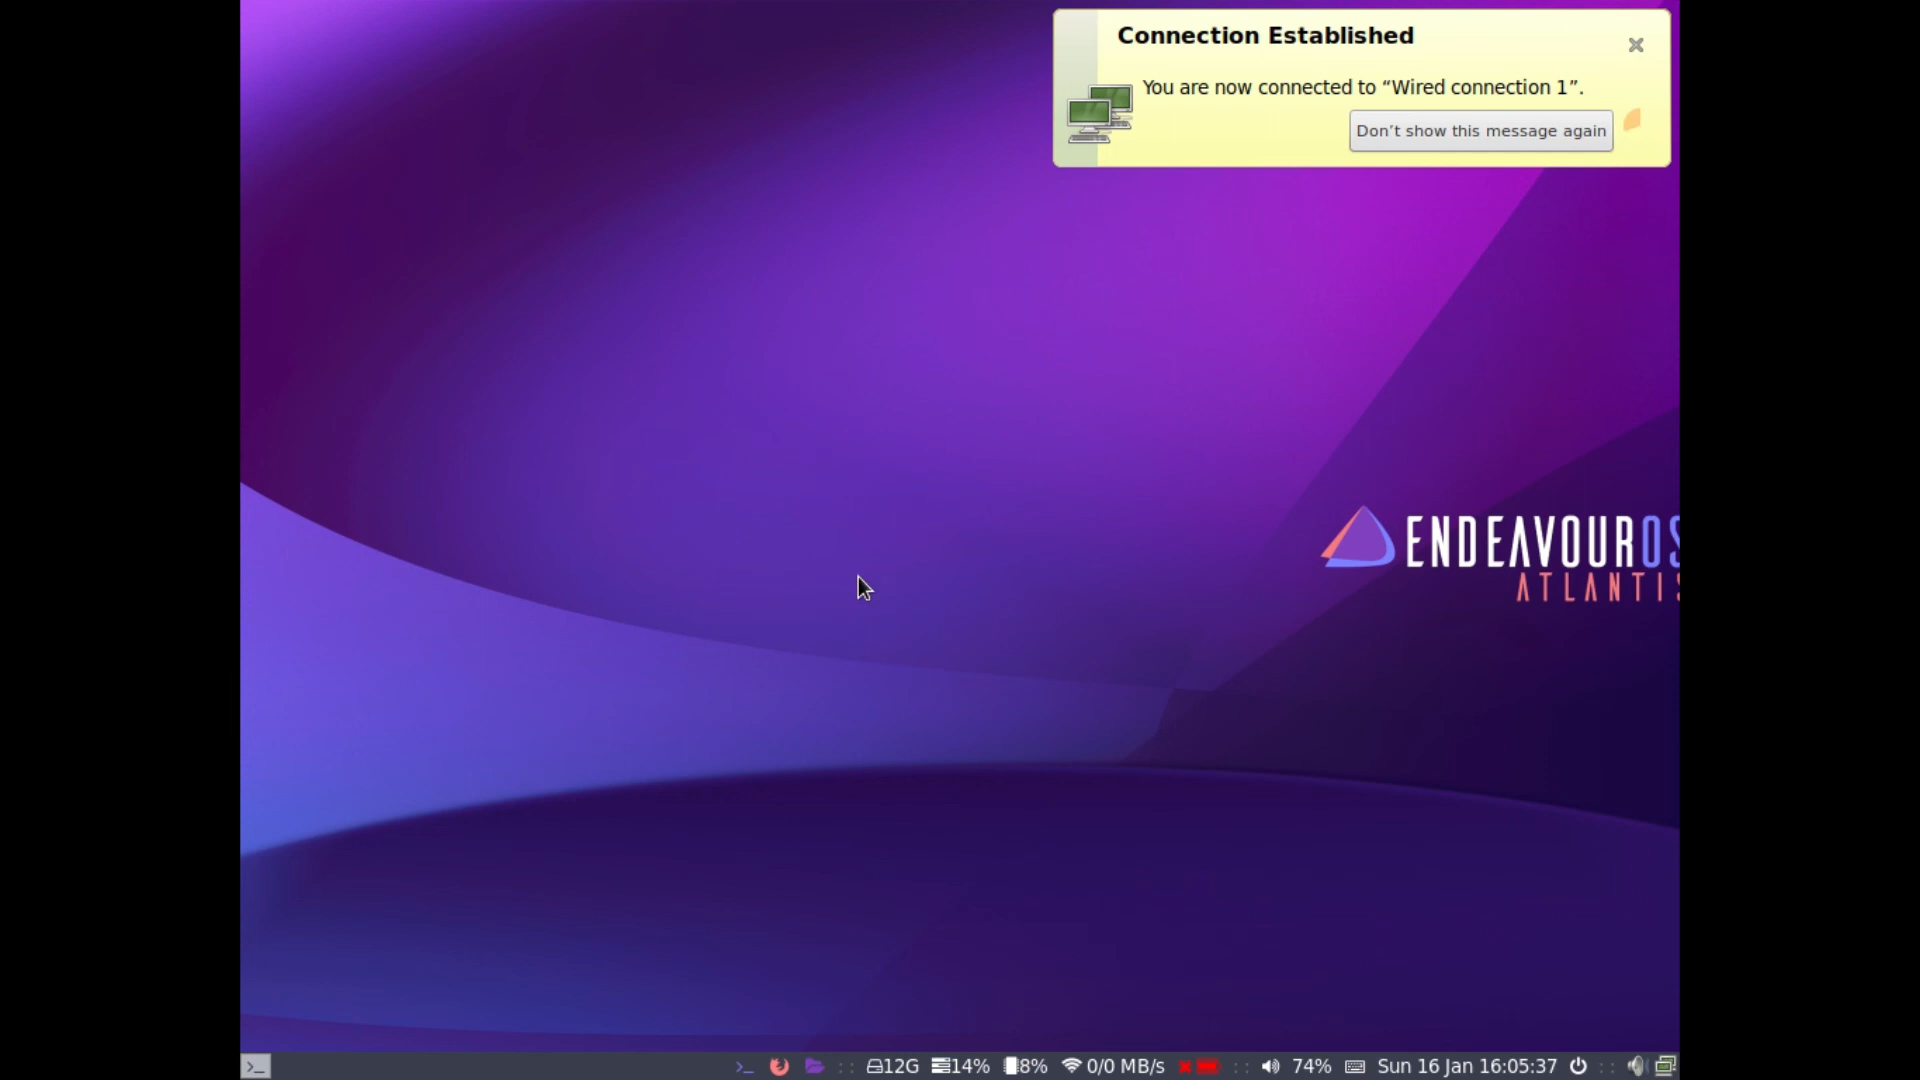 Connection Established
You are now connected to “Wired connection 1”.
Don’t show this message again
ENDEAVOUROS
ATLANTIS
>_ 12G 14% 8% 0/0 MB/s 74% Sun 16 Jan 16:05:37